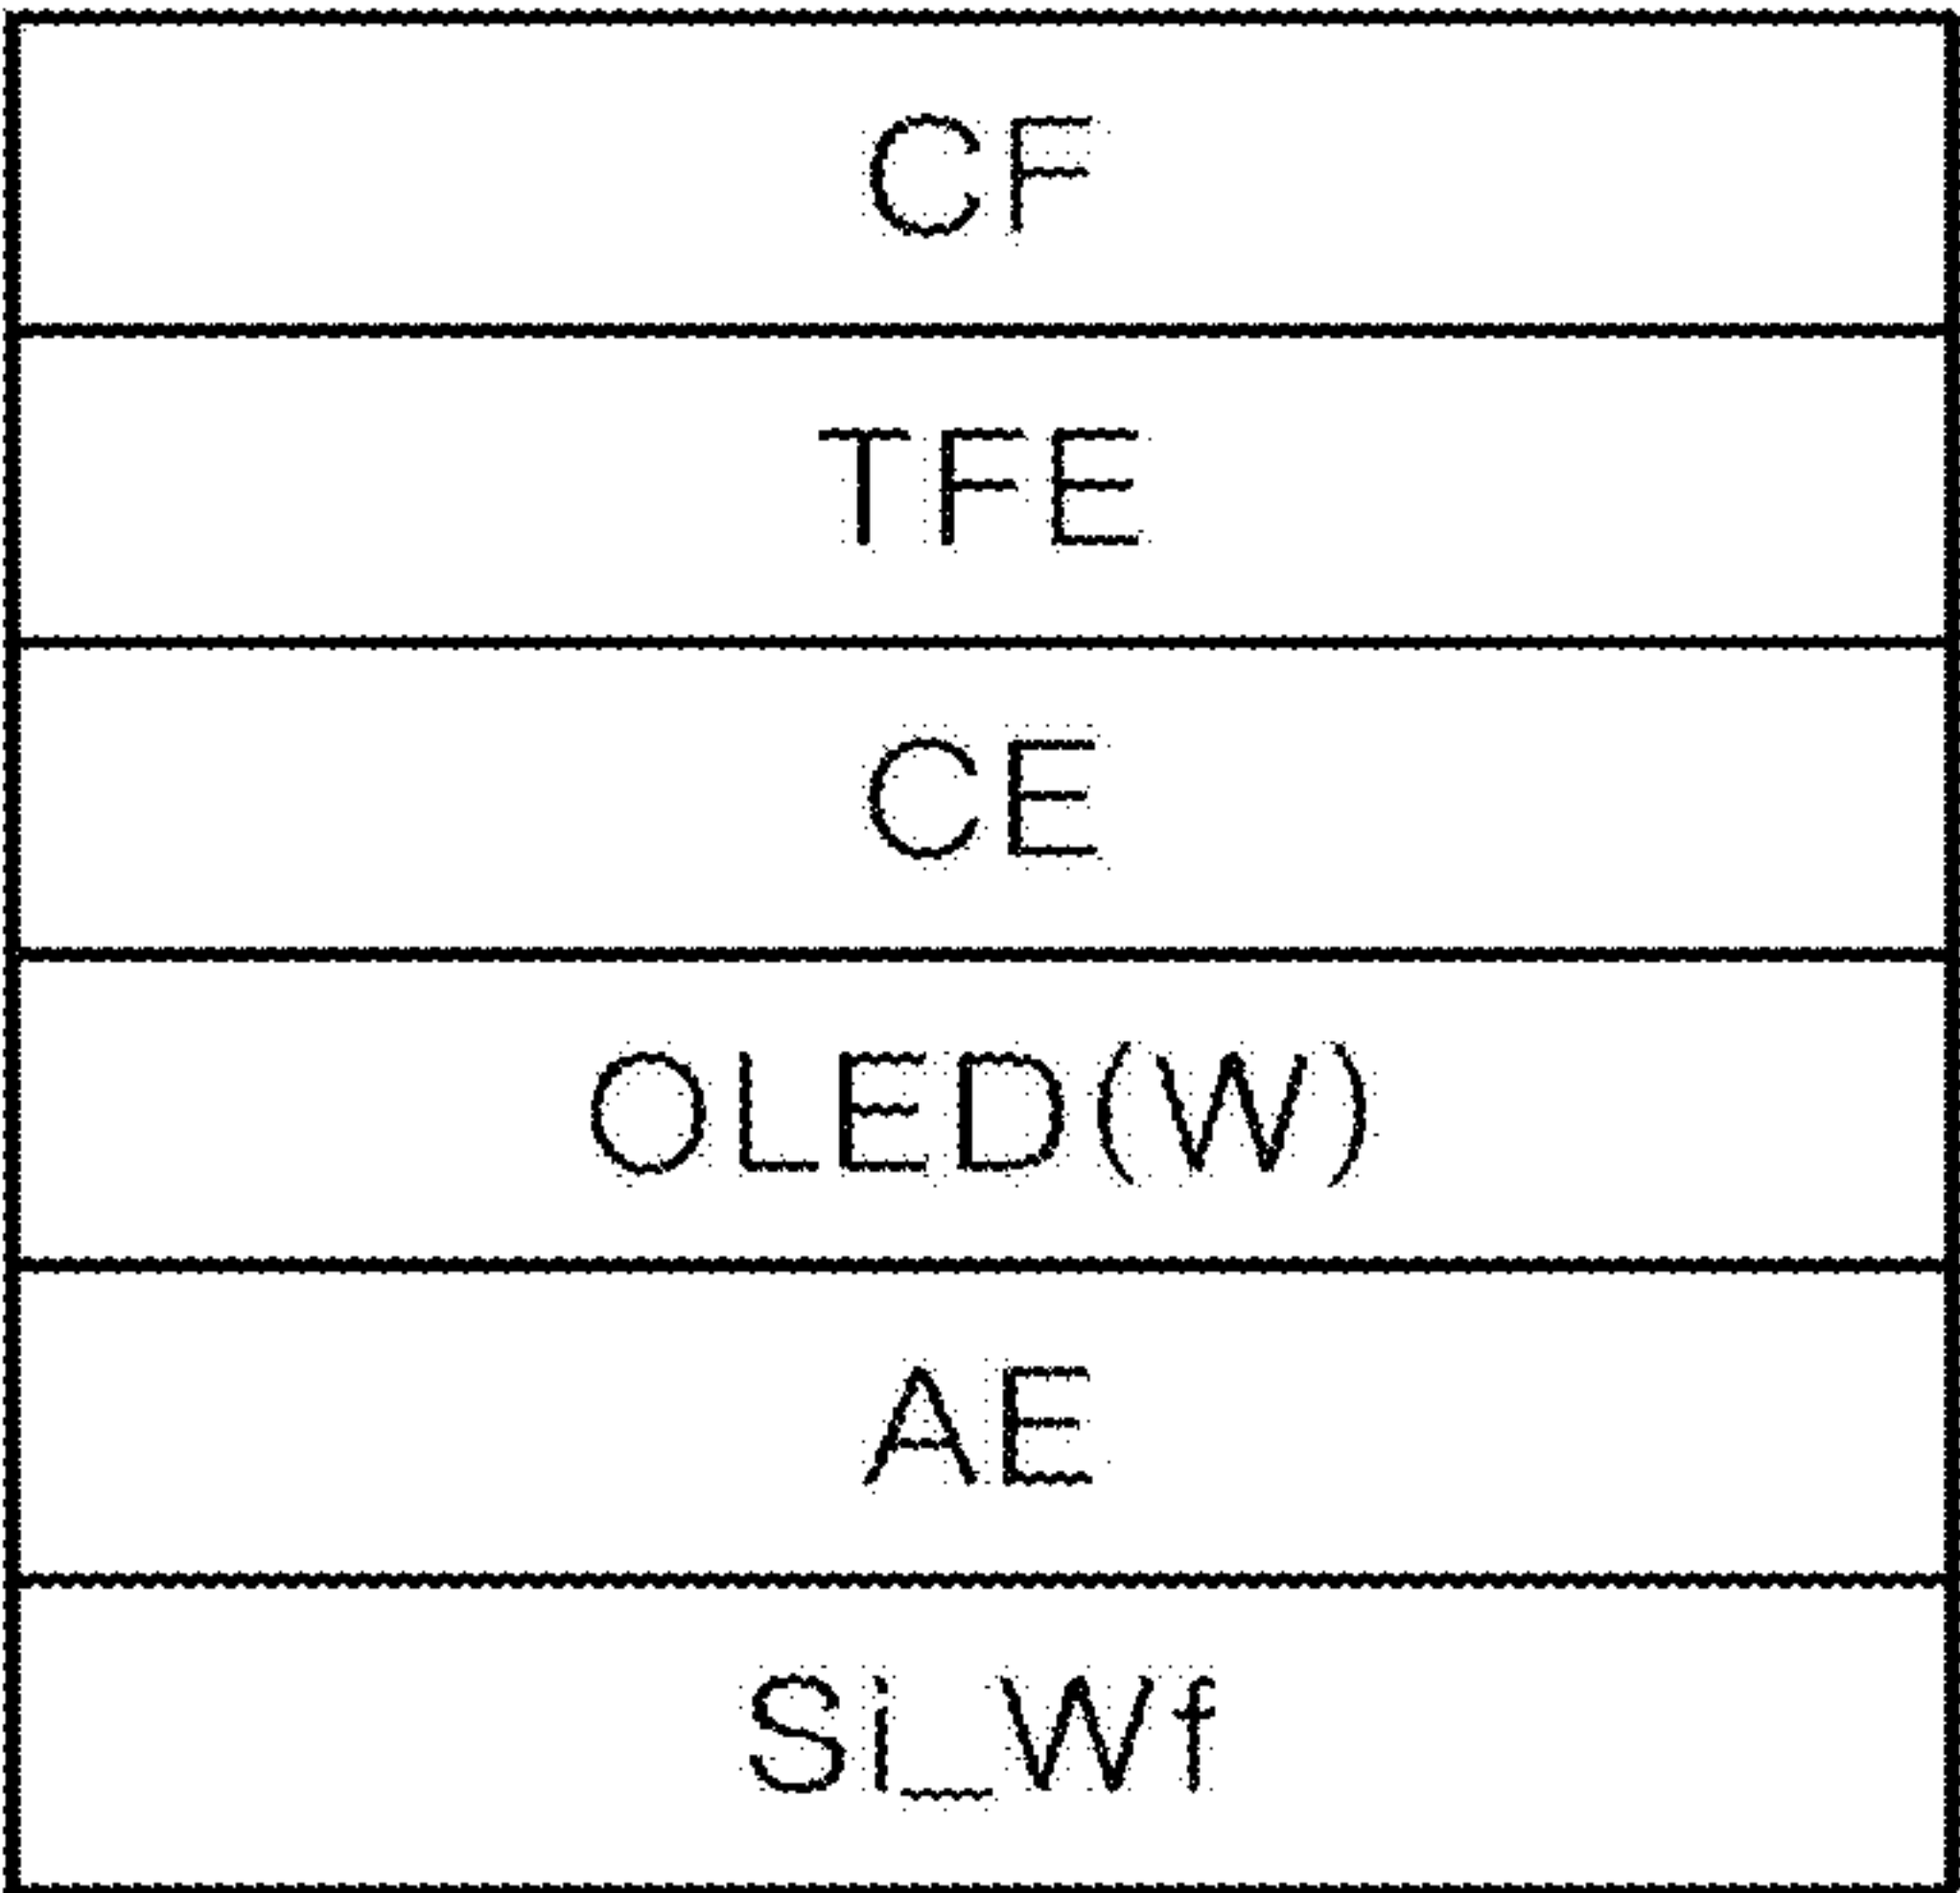 CF
TFE
CE
OLED(W)
AE
Si_Wf